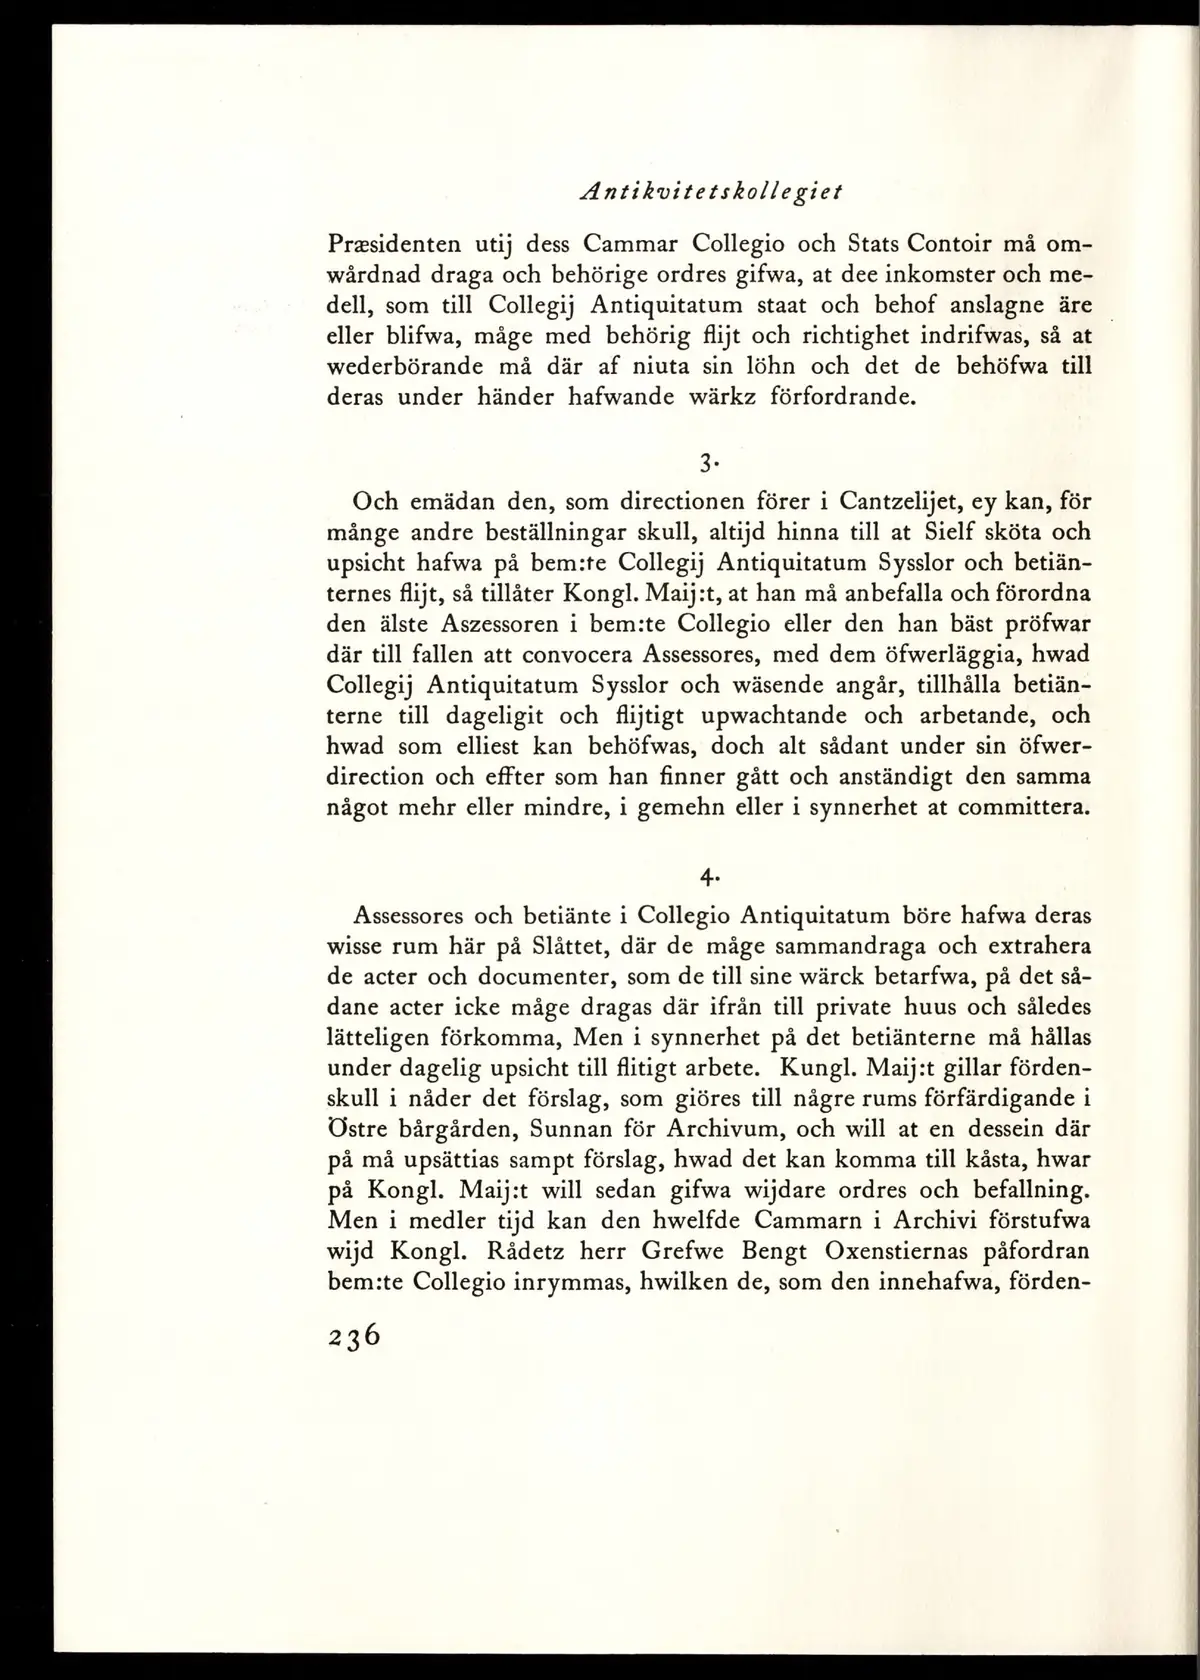 Antikvitetskollegiet
Præsidenten utij dess Cammar Collegio och Stats Contoir må om-
wårdnad draga och behörige ordres gifwa, at dee inkomster och me-
dell, som till Collegij Antiquitatum staat och behof anslagne äre
eller blifwa, måge med behörig flijt och richtighet indrifwas, så at
wederbörande må där af niuta sin löhn och det de behöfwa till
deras under händer hafwande wärkz förfordrande.
3.
Och emädan den, som directionen förer i Cantzelijet, ey kan, för
månge andre beställningar skull, altijd hinna till at Sielf sköta och
upsicht hafwa på bem:te Collegij Antiquitatum Sysslor och betiän-
ternes flijt, så tillåter Kongl. Maij:t, at han må anbefalla och förordna
den älste Aszessoren i bem:te Collegio eller den han bäst pröfwar
där till fallen att convocera Assessores, med dem öfwerläggia, hwad
Collegij Antiquitatum Sysslor och wäsende angår, tillhålla betiän-
terne till dageligit och flijtigt upwachtande och arbetande, och
hwad som elliest kan behöfwas, doch alt sådant under sin öfwer-
direction och effter som han finner gått och anständigt den samma
något mehr eller mindre, i gemehn eller i synnerhet at committera.
4.
Assessores och betiänte i Collegio Antiquitatum böre hafwa deras
wisse rum här på Slåttet, där de måge sammandraga och extrahera
de acter och documenter, som de till sine wärck betarfwa, på det så-
dane acter icke måge dragas där ifrån till private huus och således
lätteligen förkomma, Men i synnerhet på det betiänterne må hållas
under dagelig upsicht till flitigt arbete. Kungl. Maij:t gillar förden-
skull i nåder det förslag, som giöres till någre rums förfärdigande i
Östre bårgården, Sunnan för Archivum, och will at en dessein där
på må upsättias sampt förslag, hwad det kan komma till kåsta, hwar
på Kongl. Maij:t will sedan gifwa wijdare ordres och befallning.
Men i medler tijd kan den hwelfde Cammarn i Archivi förstufwa
wijd Kongl. Rådetz herr Grefwe Bengt Oxenstiernas påfordran
bem:te Collegio inrymmas, hwilken de, som den innehafwa, förden-
236